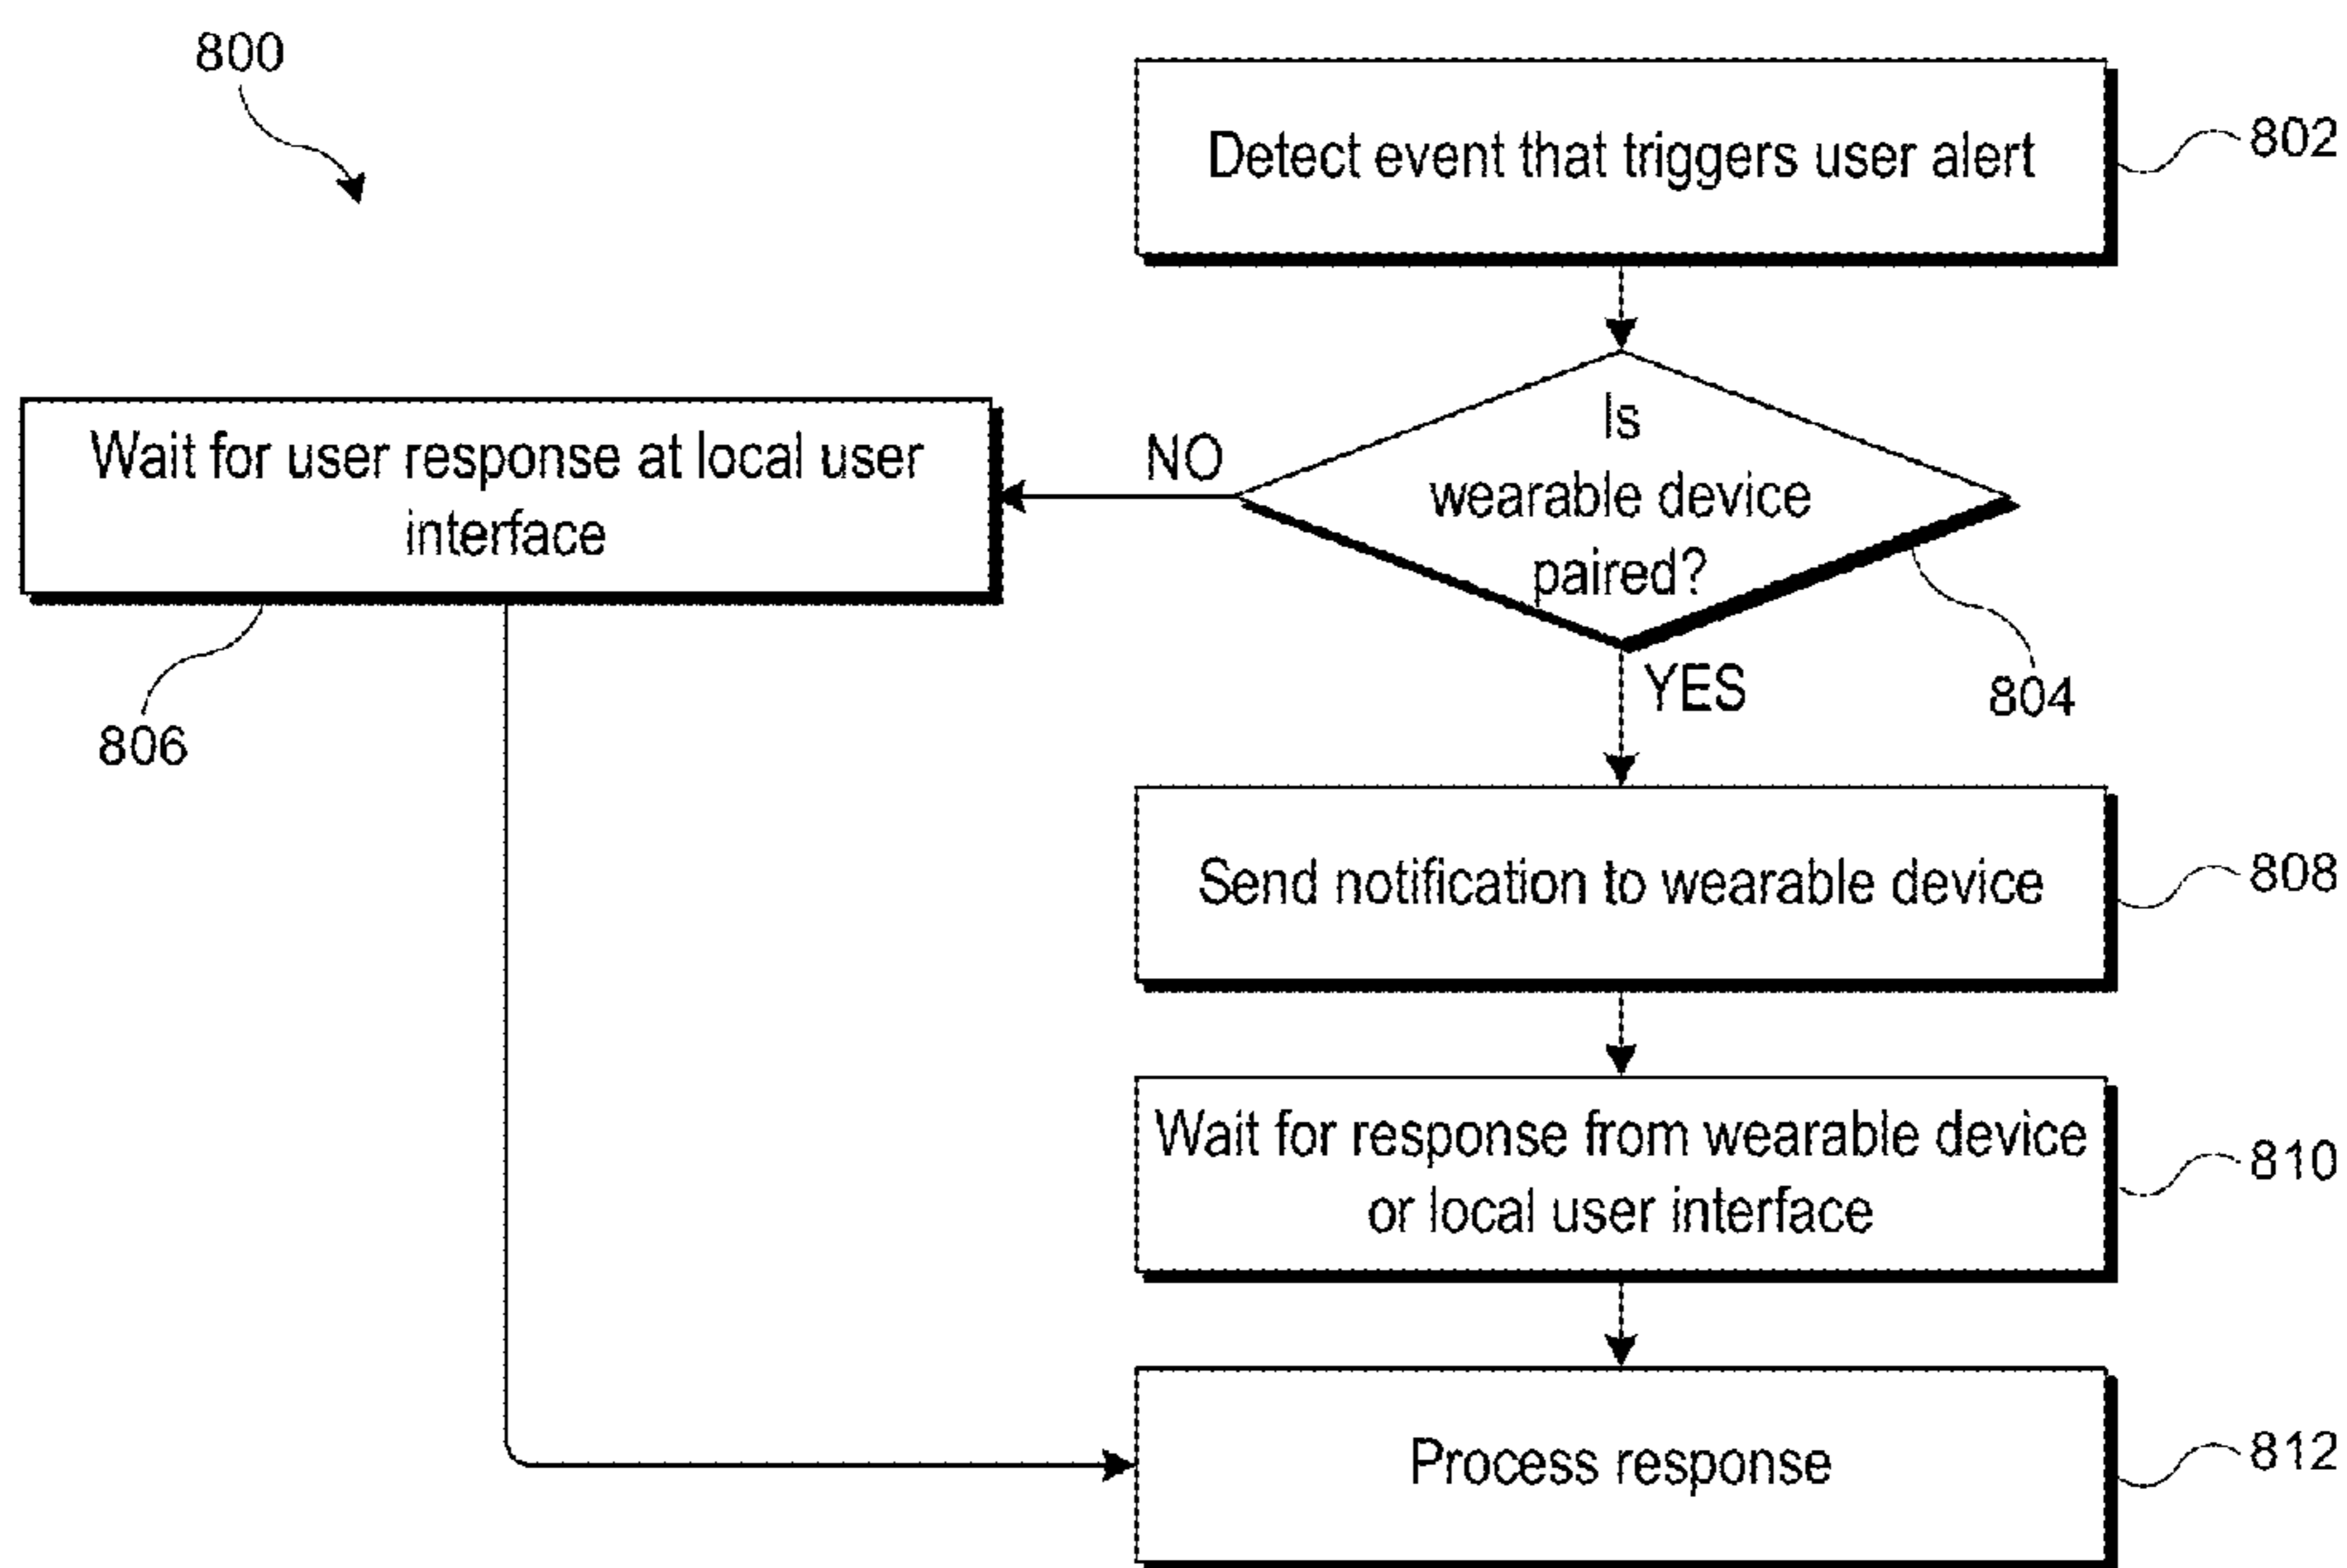 800
Detect event that triggers user alert
802
Is
wearable device
paired?
804
NO
Wait for user response at local user
interface
806
YES
Send notification to wearable device
808
Wait for response from wearable device
or local user interface
810
Process response
812